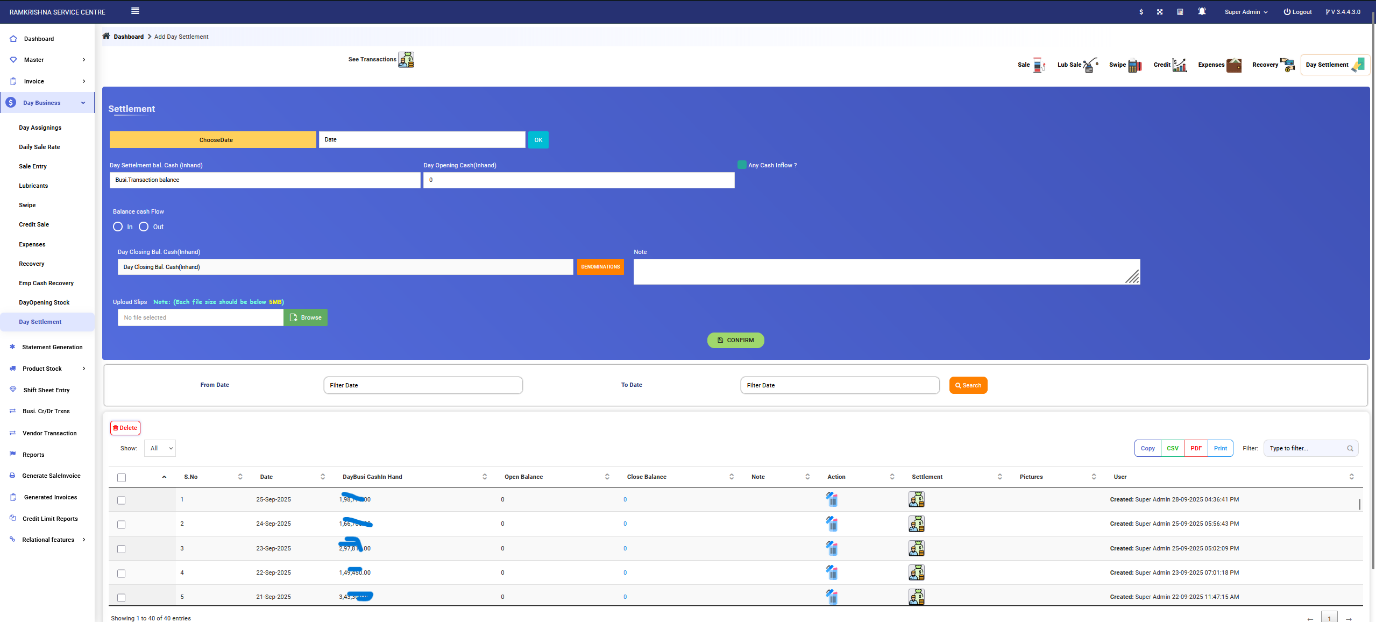 RAMKRISHNA SERVICE CENTRE
$ Super Admin Logout V 3.4.4.3.0
Dashboard
Master
Invoice
Day Business
Day Assignings
Daily Sale Rate
Sale Entry
Lubricants
Swipe
Credit Sale
Expenses
Recovery
Emp Cash Recovery
DayOpening Stock
Day Settlement
Statement Generation
Product Stock
Shift Sheet Entry
Busi. Cr/Dr Trxns
Vendor Transaction
Reports
Generate SaleInvoice
Generated Invoices
Credit Limit Reports
Relational features
Dashboard > Add Day Settlement
See Transactions
Sale Lub Sale Swipe Credit Expenses Recovery Day Settlement
Settlement
ChooseDate Date OK
Day Settelment bal. Cash (Inhand) Day Opening Cash(Inhand) Any Cash Inflow ?
Busi.Transaction balance 0
Balance cash Flow
In Out
Day Closing Bal. Cash(Inhand) Note
Day Closing Bal. Cash(Inhand) DENOMINATIONS
Upload Slips Note: (Each file size should be below 5MB)
No file selected Browse
CONFIRM
From Date Filter Date To Date Filter Date Search
Delete
Show: All Copy CSV PDF Print Filter: Type to filter...
S.No Date DayBusi CashIn Hand Open Balance Close Balance Note Action Settlement Pictures User
1 25-Sep-2025 0 0 Created: Super Admin 28-09-2025 04:36:41 PM
2 24-Sep-2025 0 0 Created: Super Admin 25-09-2025 05:56:43 PM
3 23-Sep-2025 0 0 Created: Super Admin 25-09-2025 05:02:09 PM
4 22-Sep-2025 0 0 Created: Super Admin 23-09-2025 07:01:18 PM
5 21-Sep-2025 0 0 Created: Super Admin 22-09-2025 11:47:15 AM
Showing 1 to 40 of 40 entries
← 1 →